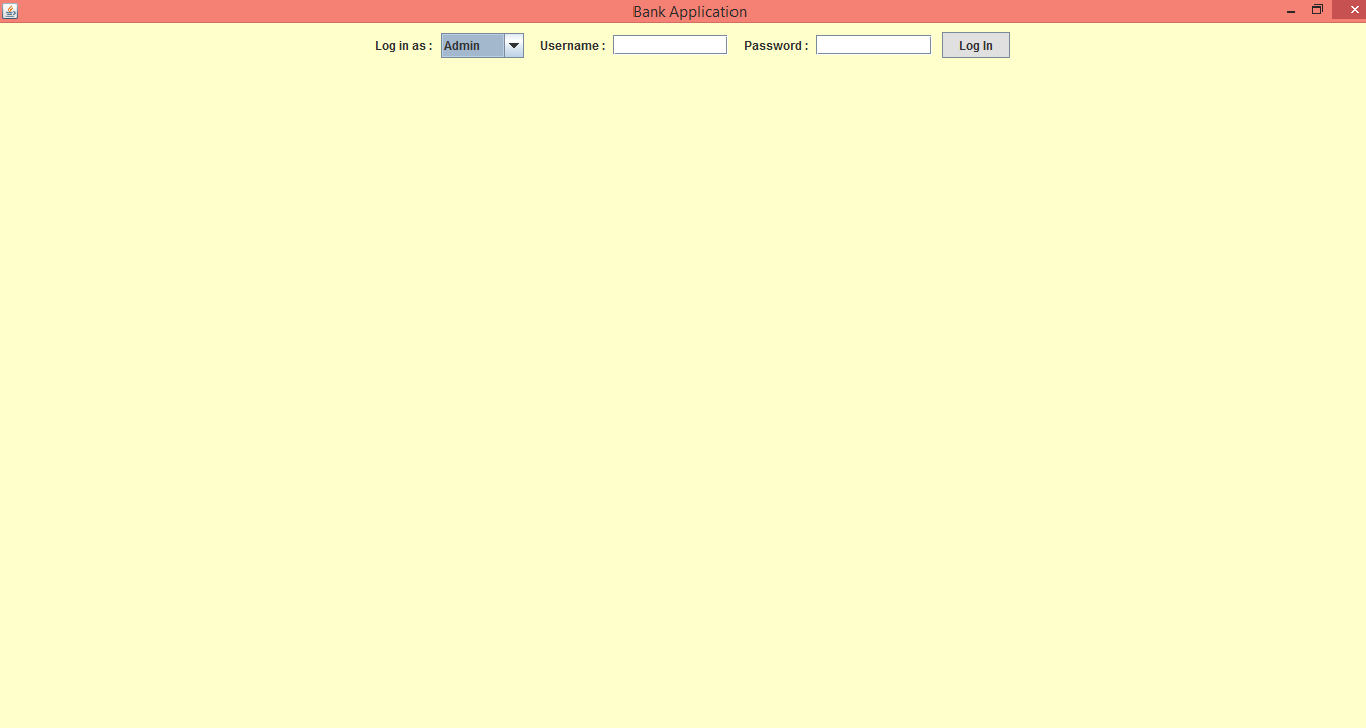 Bank Application
Log in as : Admin Username : Password : Log In